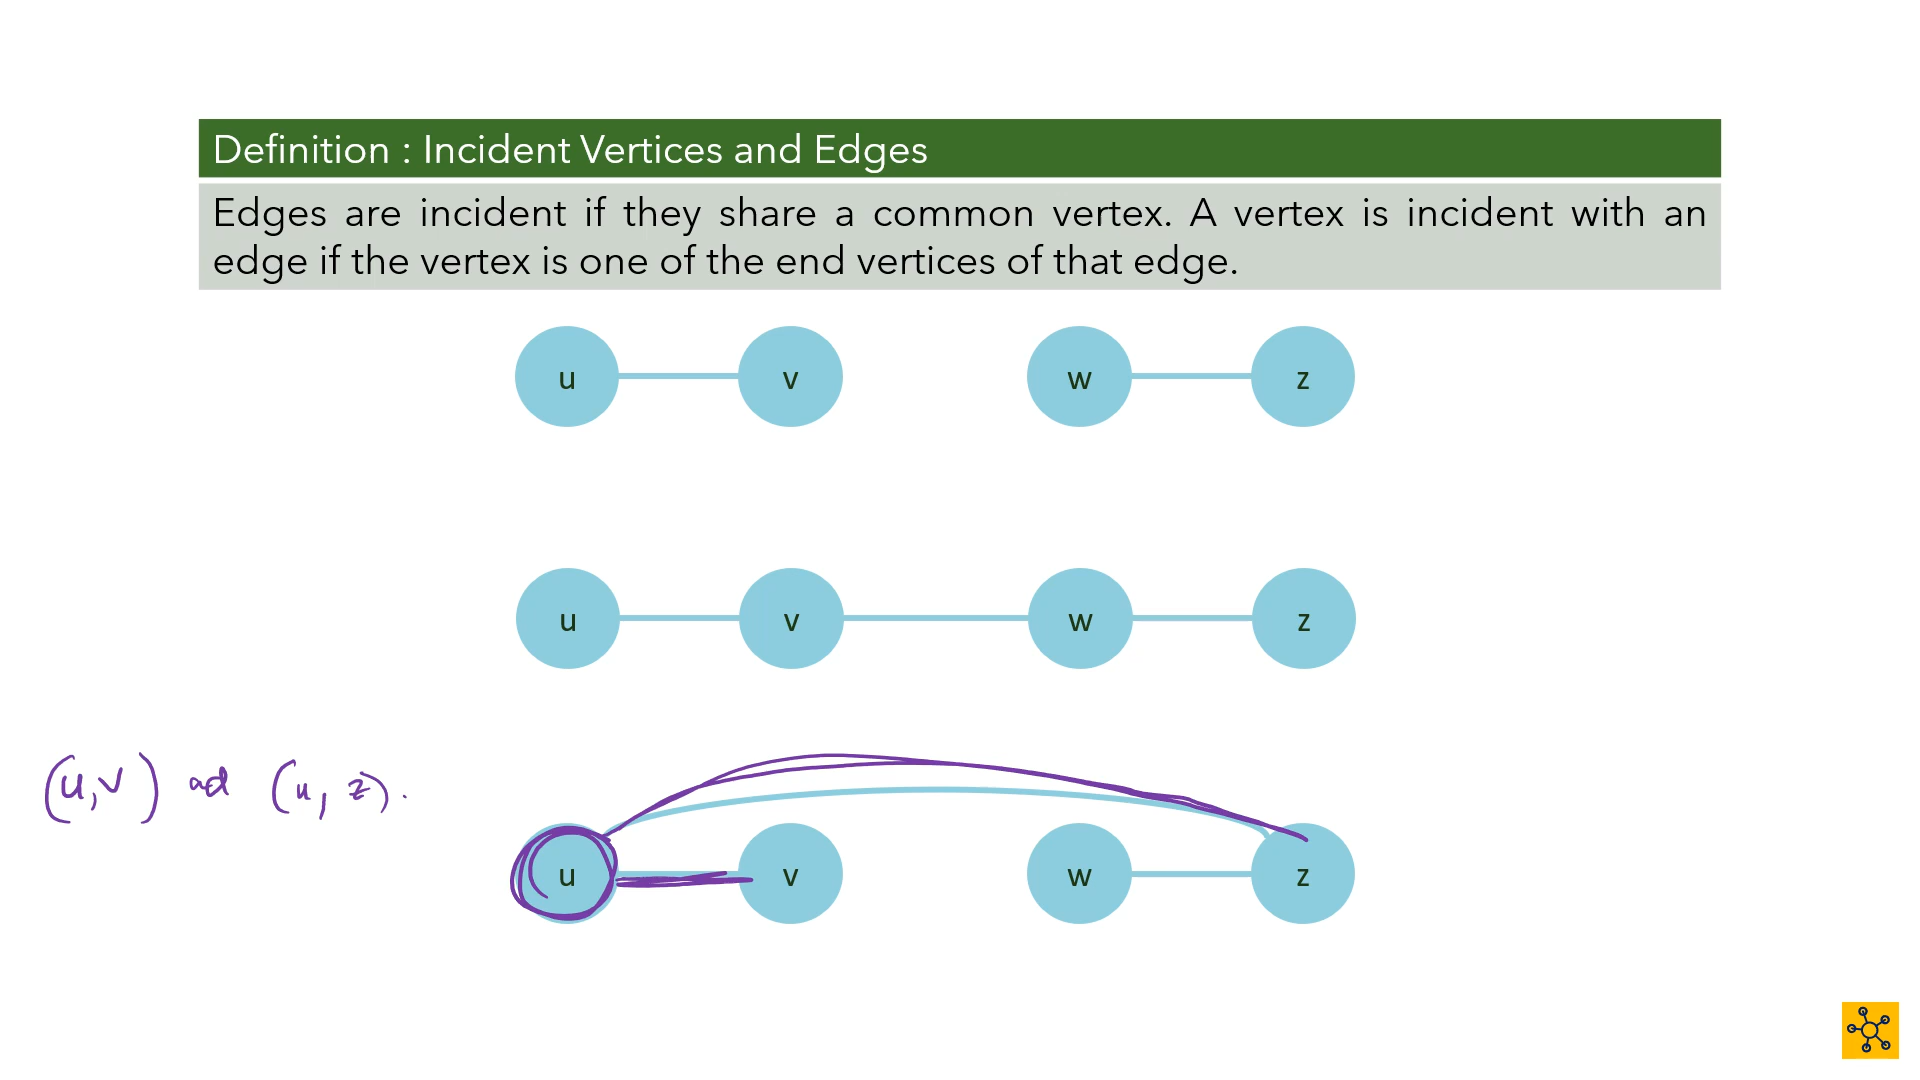 Definition : Incident Vertices and Edges
Edges are incident if they share a common vertex. A vertex is incident with an
edge if the vertex is one of the end vertices of that edge.
u v w z
u v w z
(u,v) ad (u, z).
u v w z